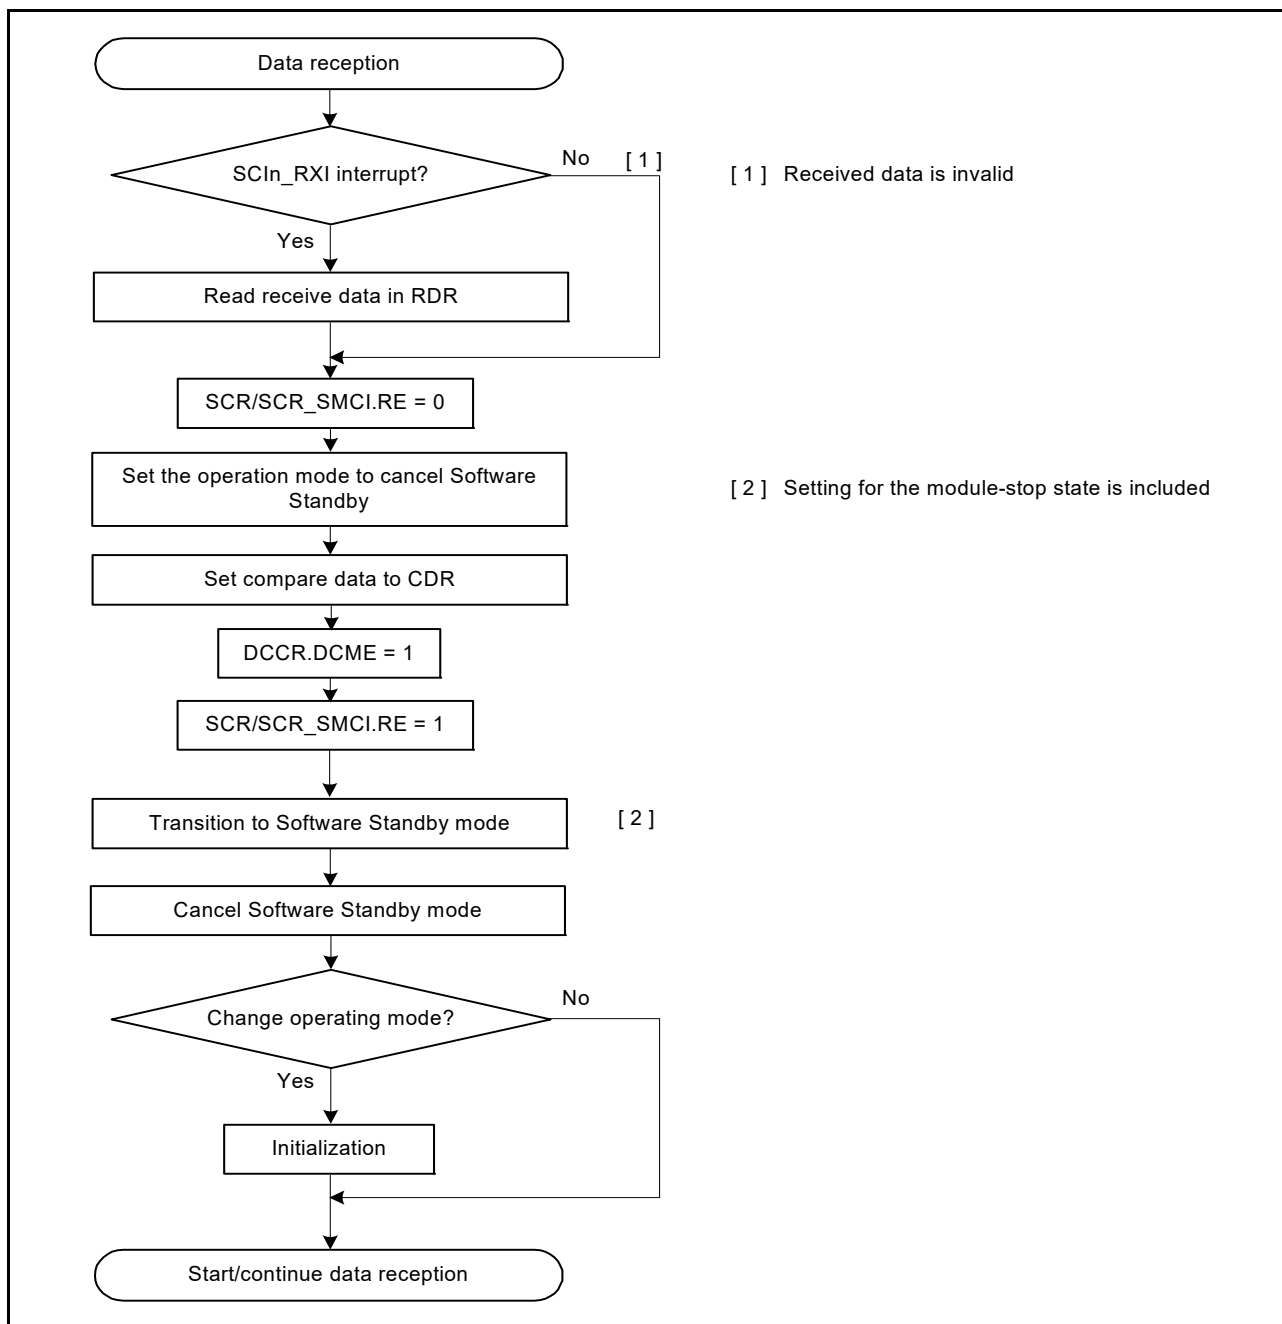 Data reception
SCIn_RXI interrupt?
No [ 1 ]
[ 1 ] Received data is invalid
Yes
Read receive data in RDR
SCR/SCR_SMCI.RE = 0
Set the operation mode to cancel Software
Standby
[ 2 ] Setting for the module-stop state is included
Set compare data to CDR
DCCR.DCME = 1
SCR/SCR_SMCI.RE = 1
Transition to Software Standby mode
[ 2 ]
Cancel Software Standby mode
Change operating mode?
No
Yes
Initialization
Start/continue data reception